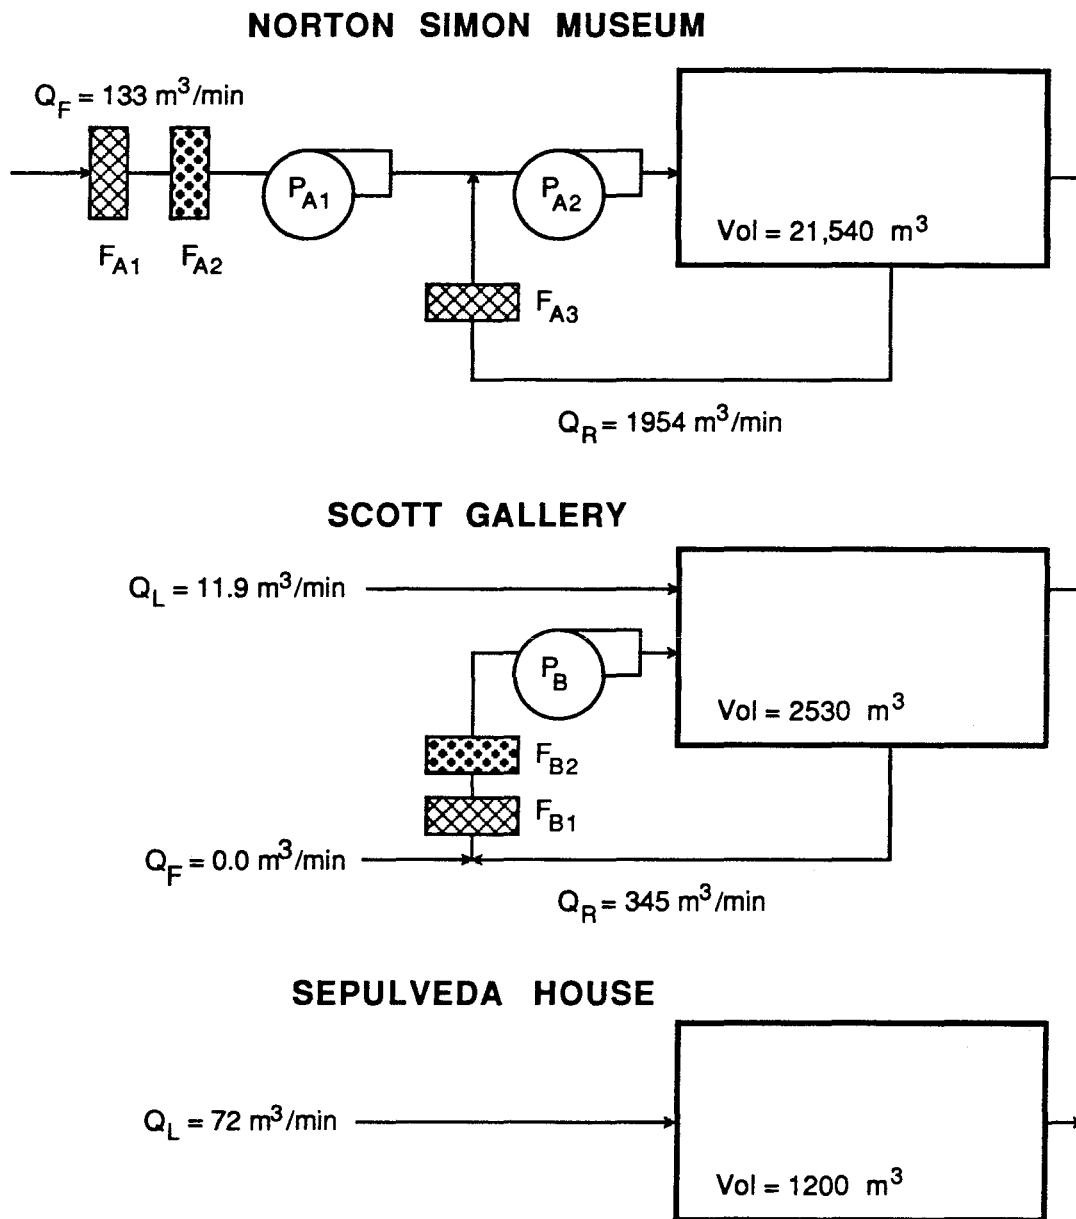 NORTON SIMON MUSEUM
Q_F = 133 m³/min
P_A1
P_A2
F_A1
F_A2
Vol = 21,540 m³
F_A3
Q_R = 1954 m³/min
SCOTT GALLERY
Q_L = 11.9 m³/min
P_B
Vol = 2530 m³
F_B2
F_B1
Q_F = 0.0 m³/min
Q_R = 345 m³/min
SEPULVEDA HOUSE
Q_L = 72 m³/min
Vol = 1200 m³